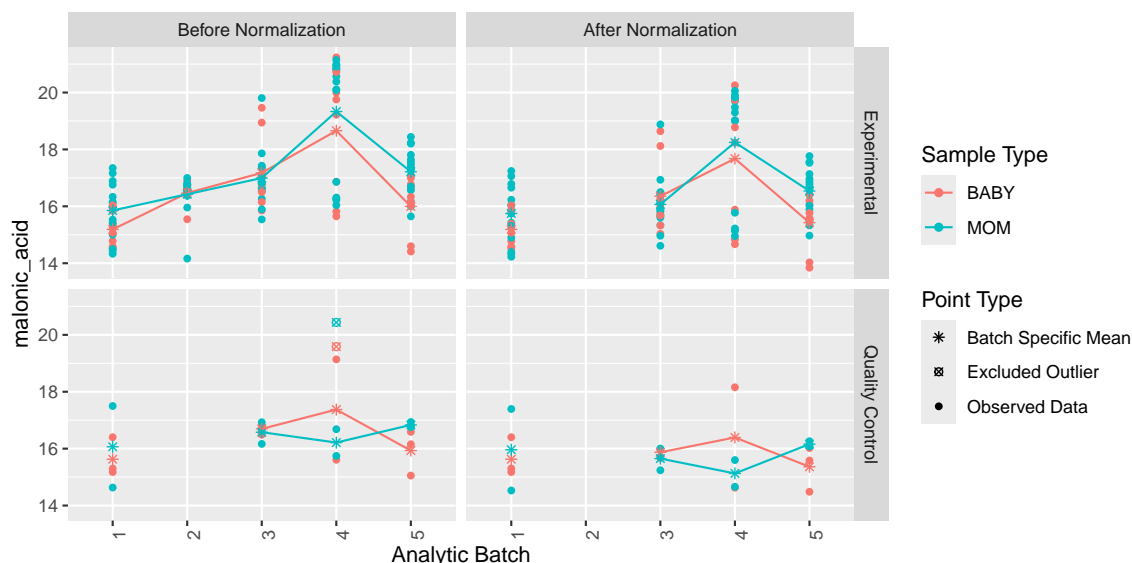 Before Normalization
After Normalization
20
18
16
14
Experimental
20
18
16
14
Quality Control
malonic_acid
1
2
3
4
5
1
2
3
4
5
Analytic Batch
Sample Type
BABY
MOM
Point Type
Batch Specific Mean
Excluded Outlier
Observed Data